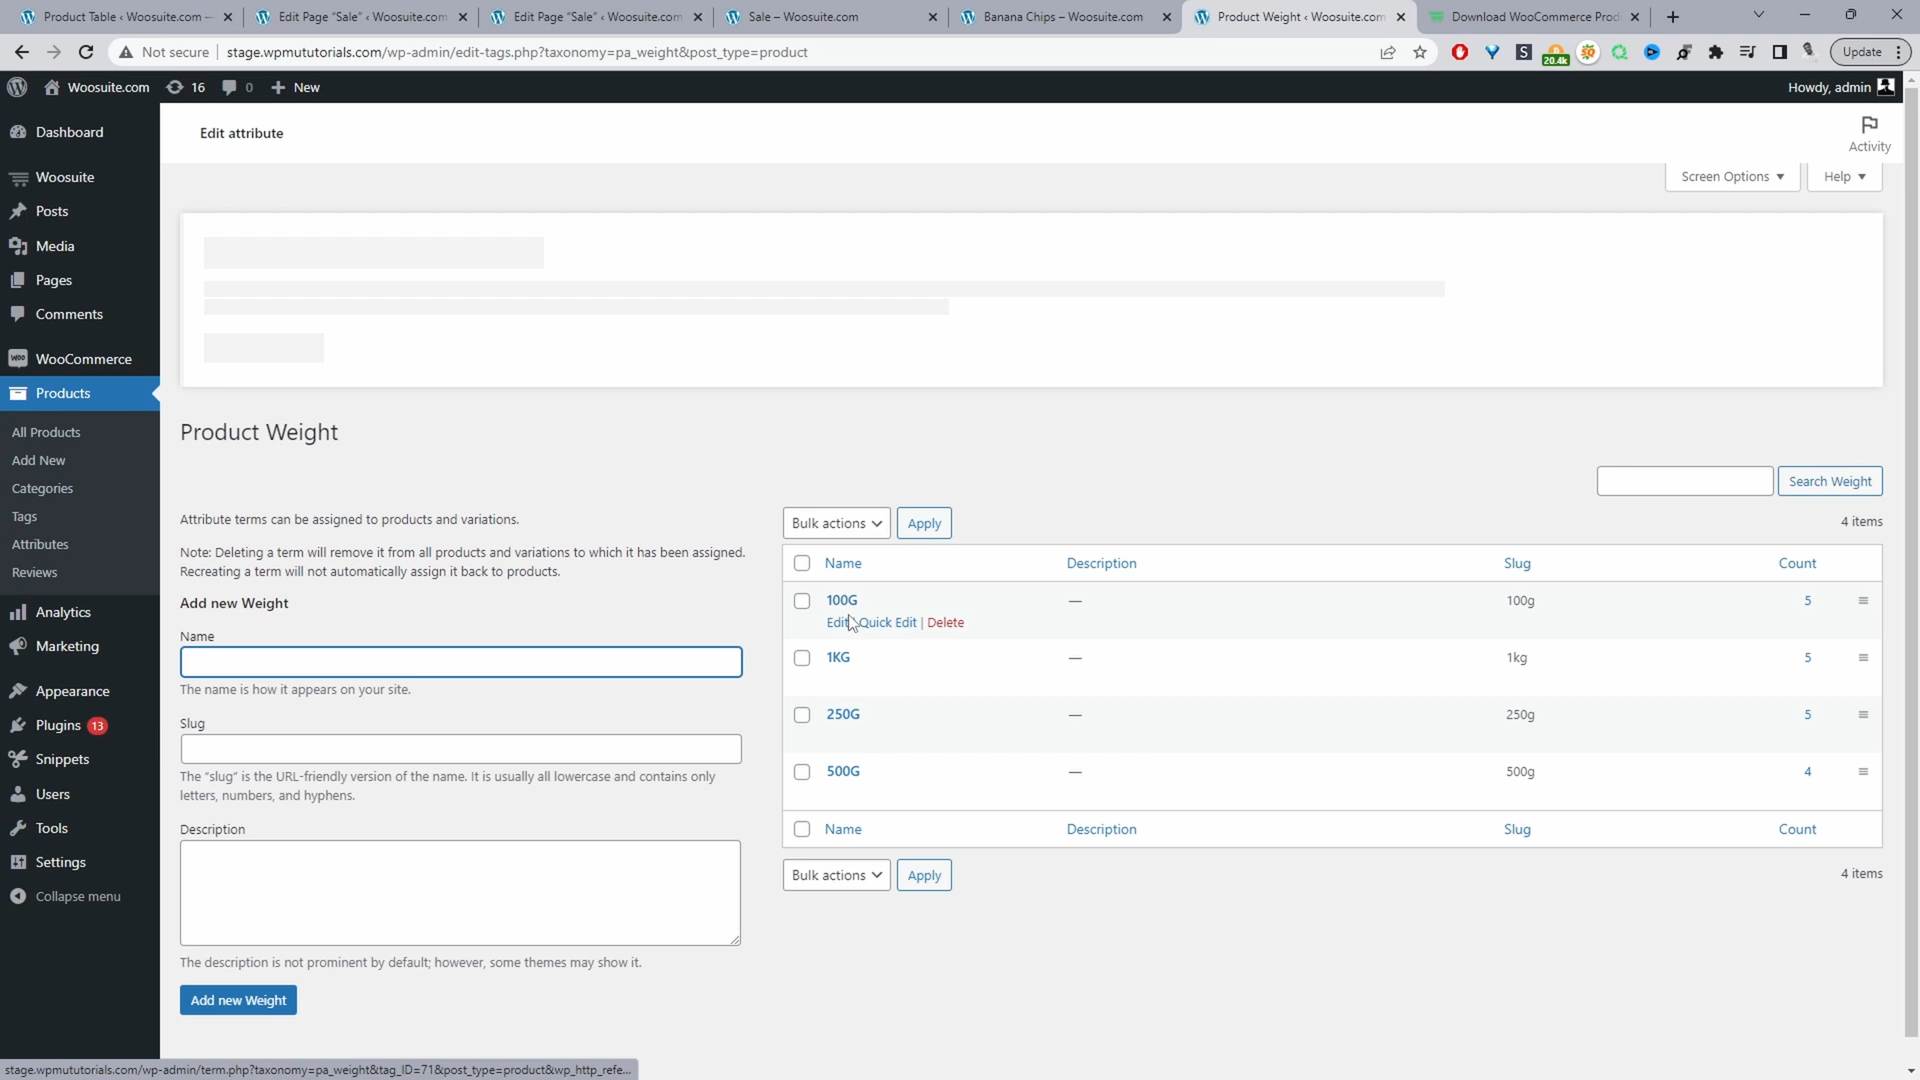 Product Table ‹ Woosuite.com —
Edit Page “Sale” ‹ Woosuite.com
Edit Page “Sale” ‹ Woosuite.com
Sale – Woosuite.com
Banana Chips – Woosuite.com
Product Weight ‹ Woosuite.com
Download WooCommerce Prod
Not secure
stage.wpmututorials.com/wp-admin/edit-tags.php?taxonomy=pa_weight&post_type=product
20.4k
Update
Woosuite.com
16
0
New
Howdy, admin
Dashboard
Woosuite
Posts
Media
Pages
Comments
WooCommerce
Products
All Products
Add New
Categories
Tags
Attributes
Reviews
Analytics
Marketing
Appearance
Plugins 13
Snippets
Users
Tools
Settings
Collapse menu
Edit attribute
Activity
Screen Options
Help
Product Weight
Search Weight
Attribute terms can be assigned to products and variations.
Note: Deleting a term will remove it from all products and variations to which it has been assigned.
Recreating a term will not automatically assign it back to products.
Add new Weight
Name
The name is how it appears on your site.
Slug
The “slug” is the URL-friendly version of the name. It is usually all lowercase and contains only
letters, numbers, and hyphens.
Description
The description is not prominent by default; however, some themes may show it.
Add new Weight
Bulk actions
Apply
4 items
Name Description Slug Count
100G — 100g 5
Edit | Quick Edit | Delete
1KG — 1kg 5
250G — 250g 5
500G — 500g 4
Name Description Slug Count
Bulk actions
Apply
4 items
stage.wpmututorials.com/wp-admin/term.php?taxonomy=pa_weight&tag_ID=71&post_type=product&wp_http_refe...